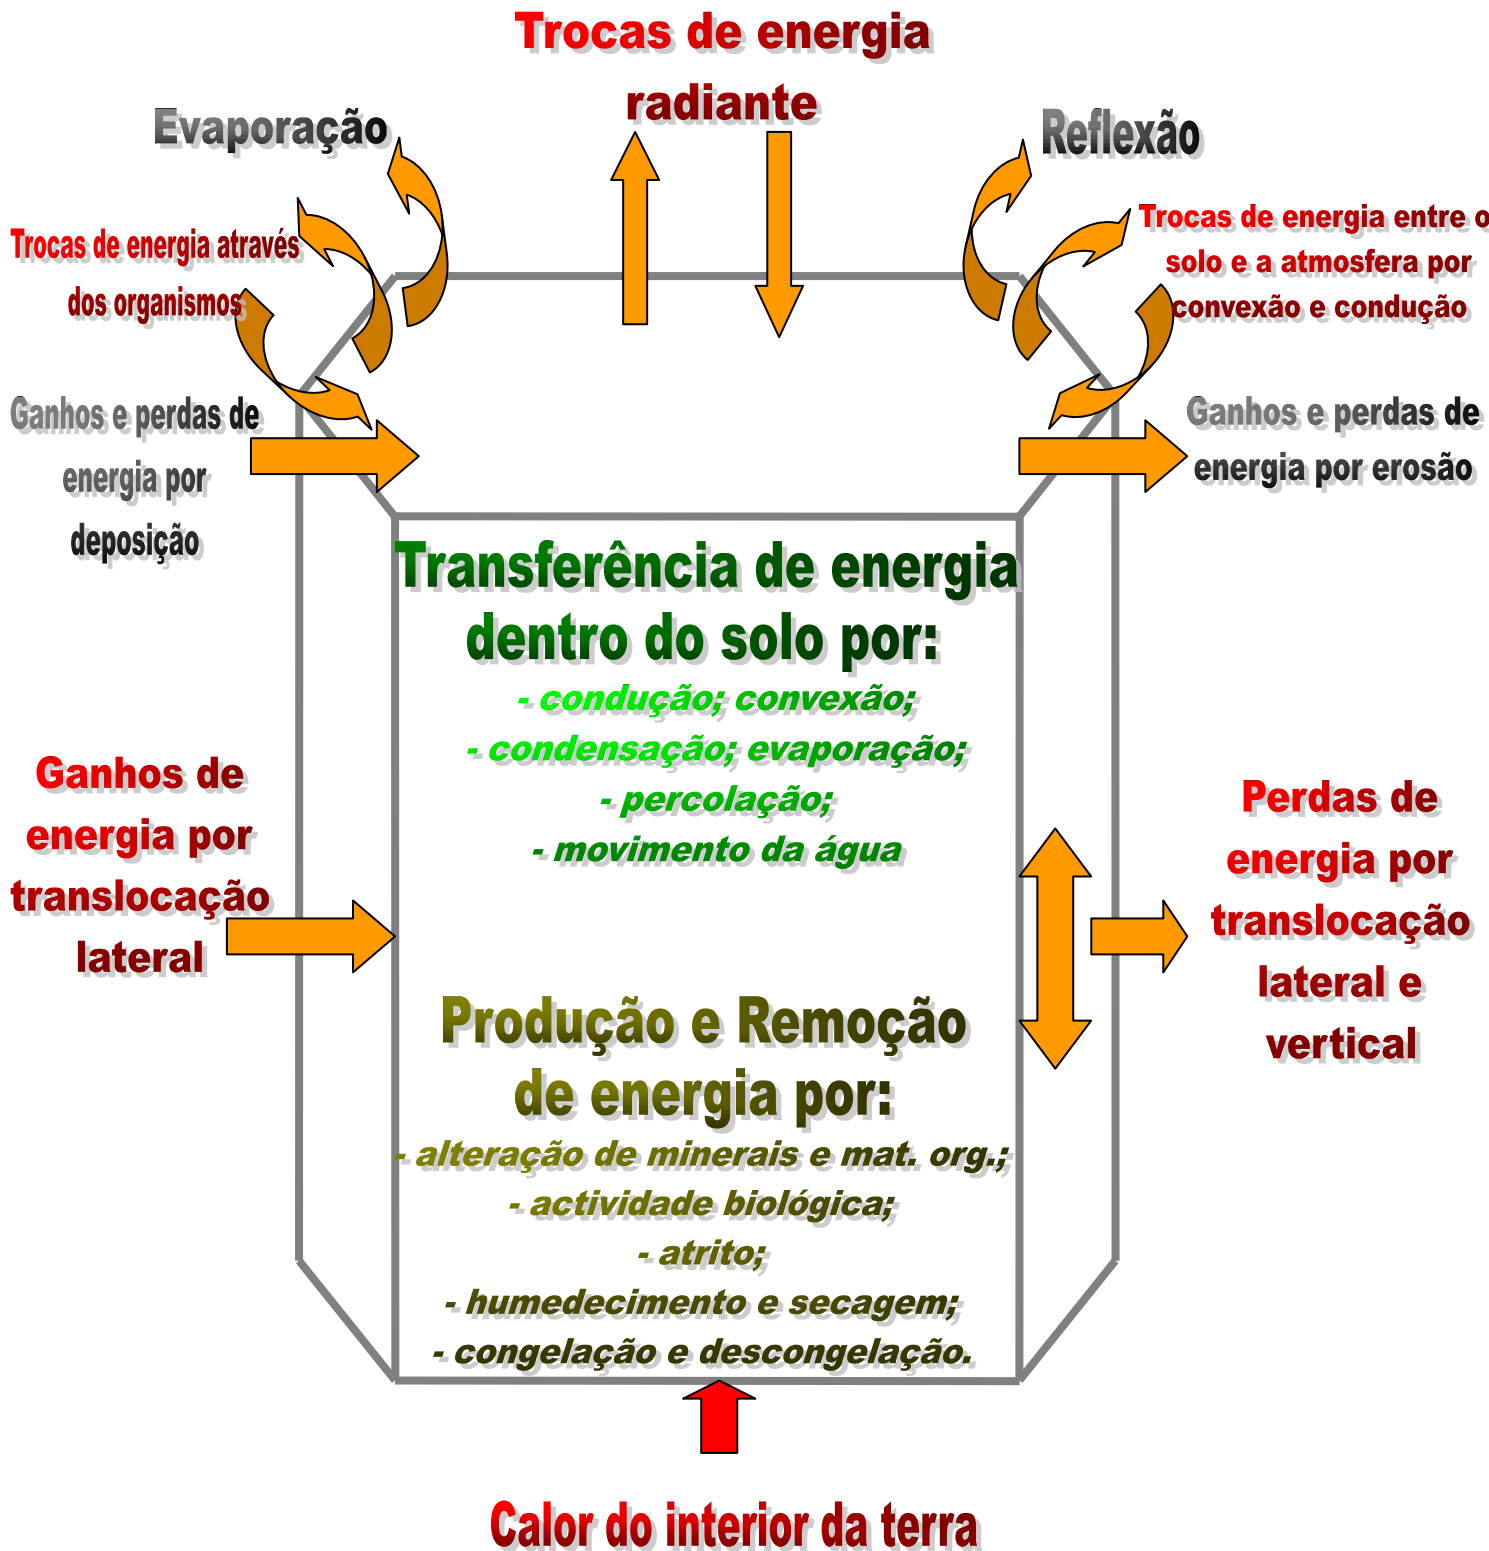 Trocas de energia
radiante
Evaporação
Reflexão
Trocas de energia através
dos organismos
Trocas de energia entre o
solo e a atmosfera por
convexão e condução
Ganhos e perdas de
energia por
deposição
Ganhos e perdas de
energia por erosão
Transferência de energia
dentro do solo por:
- condução; convexão;
- condensação; evaporação;
- percolação;
- movimento da água
Ganhos de
energia por
translocação
lateral
Perdas de
energia por
translocação
lateral e
vertical
Produção e Remoção
de energia por:
- alteração de minerais e mat. org.;
- actividade biológica;
- atrito;
- humedecimento e secagem;
- congelação e descongelação.
Calor do interior da terra